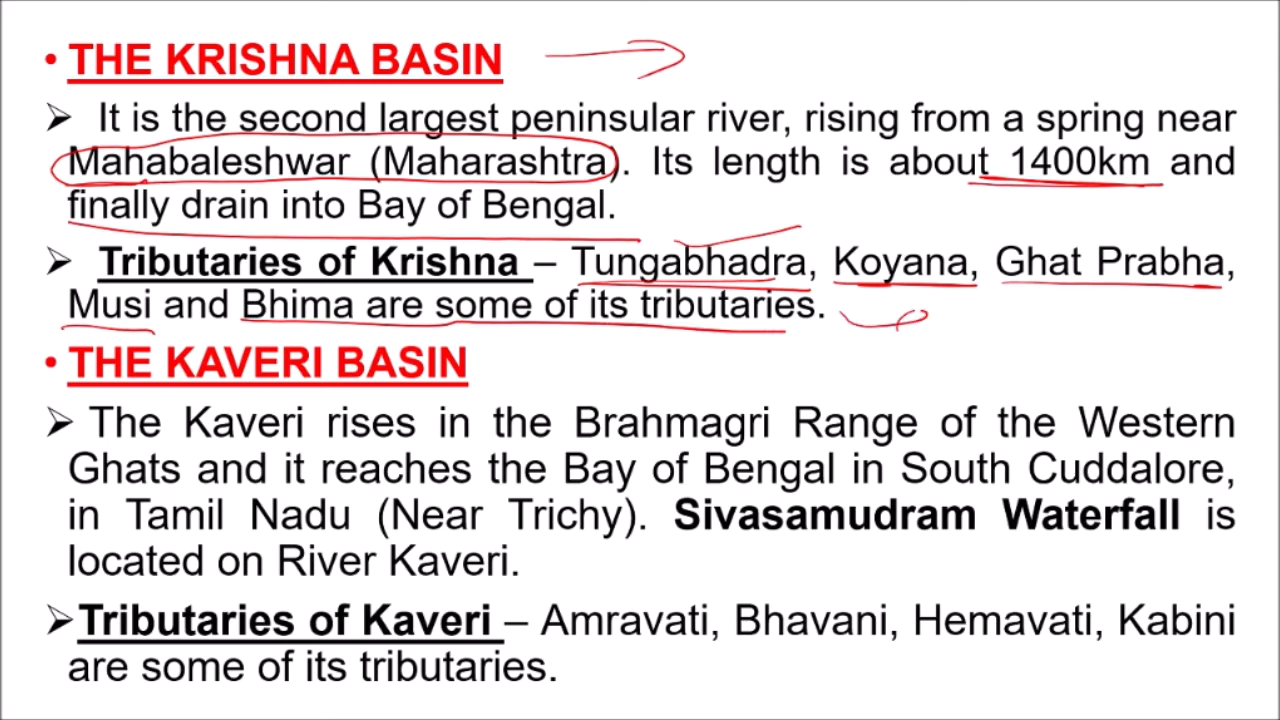 • THE KRISHNA BASIN
➢ It is the second largest peninsular river, rising from a spring near
Mahabaleshwar (Maharashtra). Its length is about 1400km and
finally drain into Bay of Bengal.
➢ Tributaries of Krishna – Tungabhadra, Koyana, Ghat Prabha,
Musi and Bhima are some of its tributaries.
• THE KAVERI BASIN
➢ The Kaveri rises in the Brahmagri Range of the Western
Ghats and it reaches the Bay of Bengal in South Cuddalore,
in Tamil Nadu (Near Trichy). Sivasamudram Waterfall is
located on River Kaveri.
➢ Tributaries of Kaveri – Amravati, Bhavani, Hemavati, Kabini
are some of its tributaries.